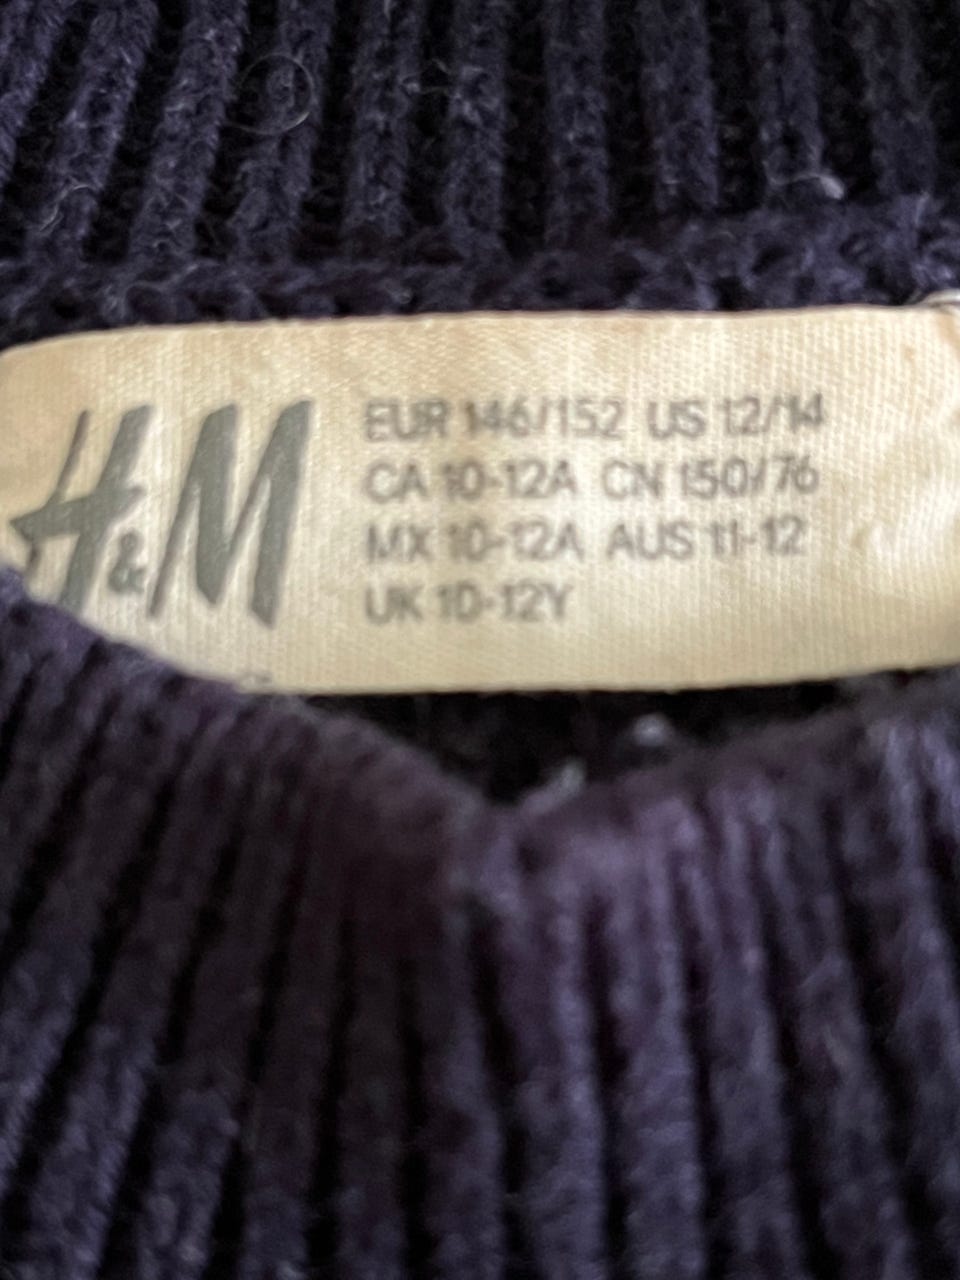 H&M
EUR 146/152 US 12/14
CA 10-12A CN 150/76
MX 10-12A AUS 11-12
UK 10-12Y